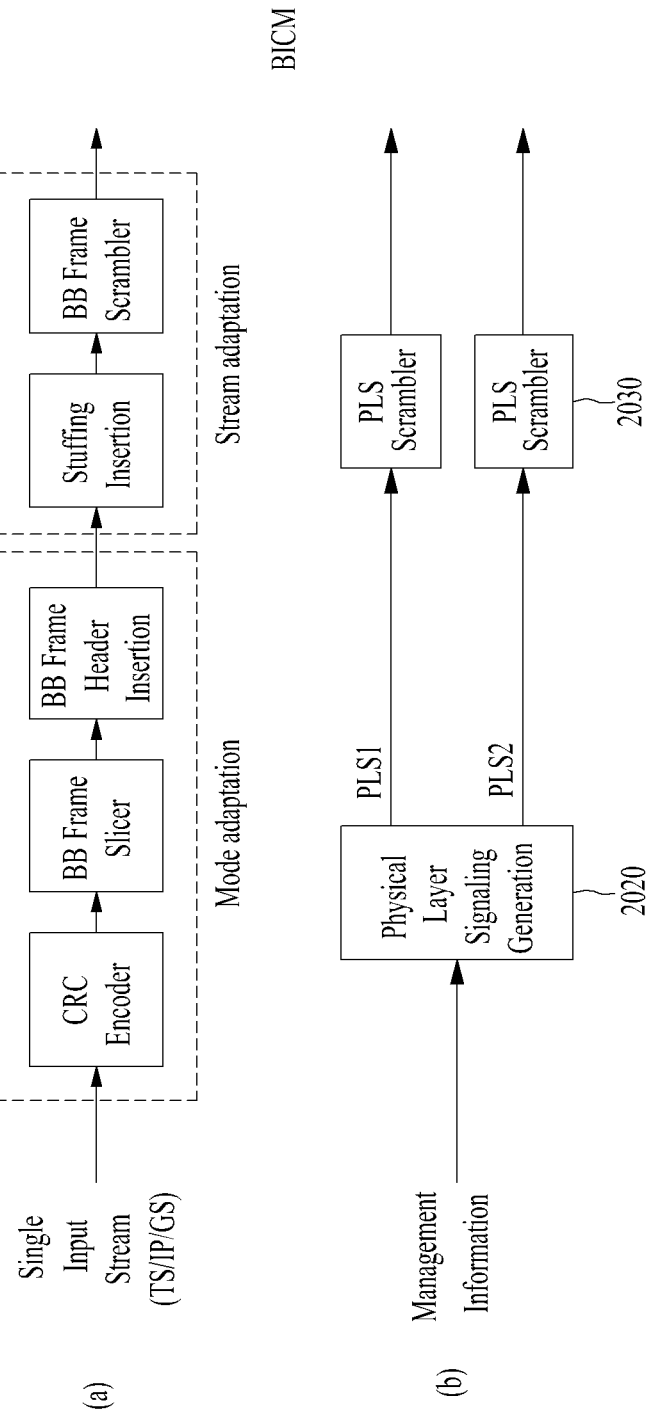 (a)
Single
Input
Stream
(TS/IP/GS)
CRC
Encoder
BB Frame
Slicer
BB Frame
Header
Insertion
Mode adaptation
Stuffing
Insertion
BB Frame
Scrambler
Stream adaptation
BICM
(b)
Management
Information
Physical
Layer
Signaling
Generation
2020
PLS1
PLS2
PLS
Scrambler
PLS
Scrambler
2030